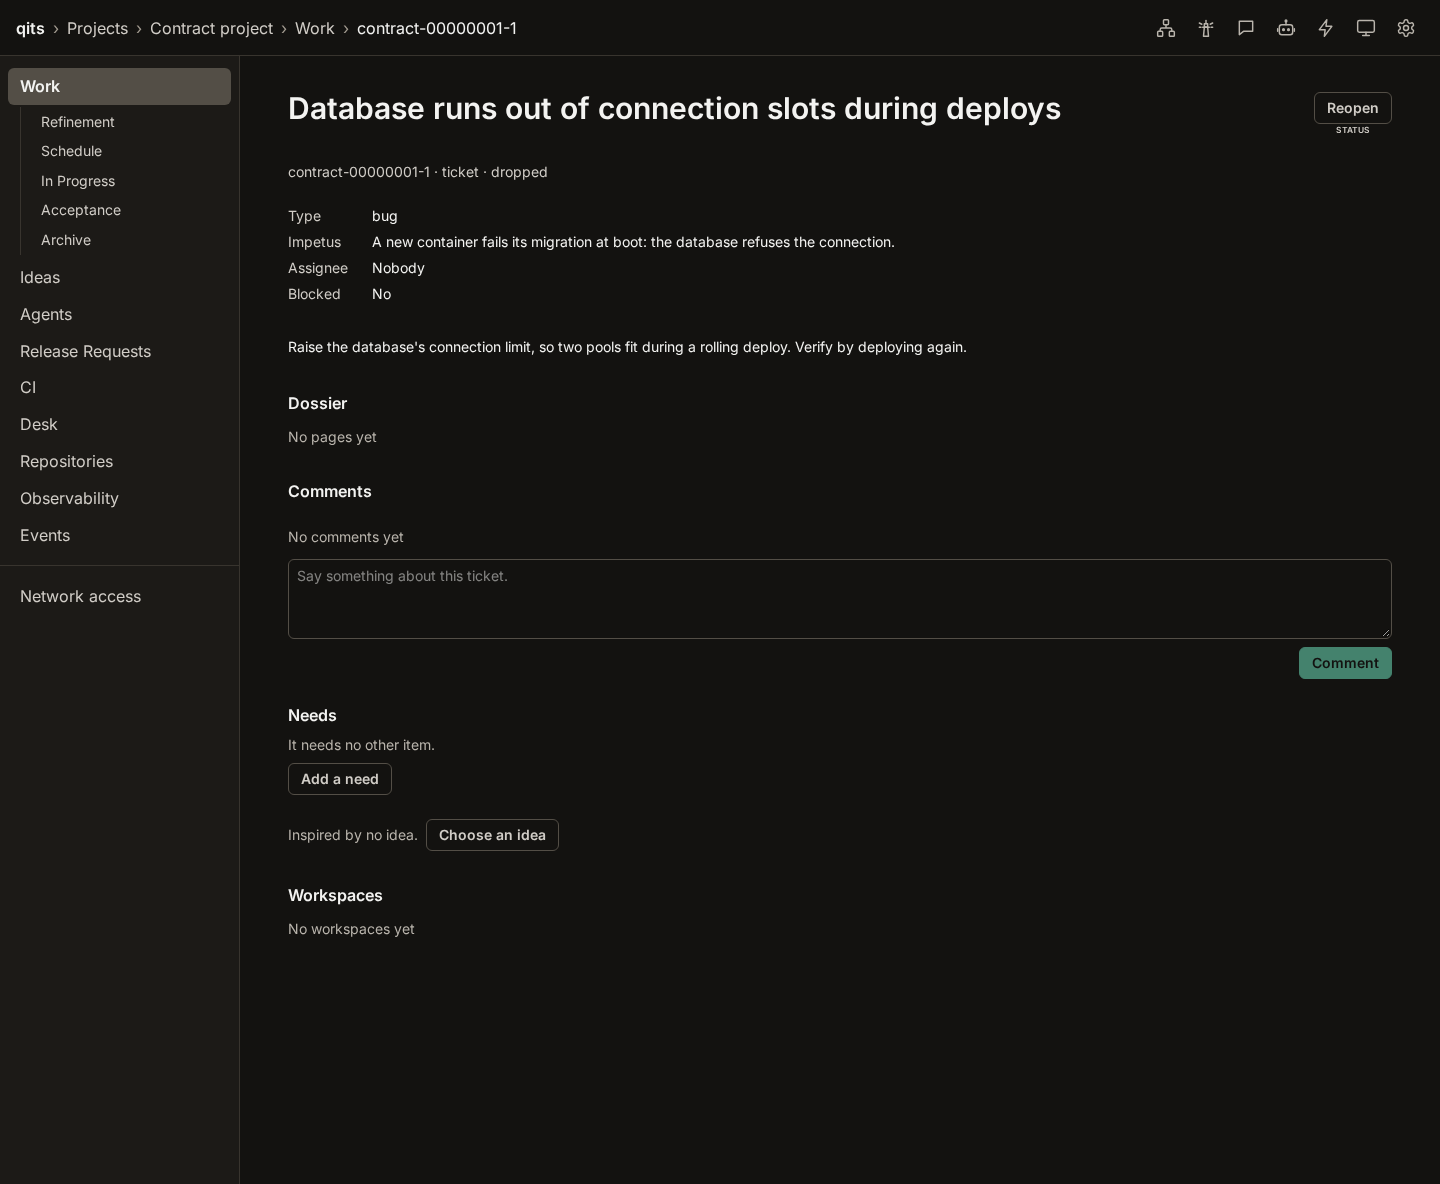 qits › Projects › Contract project › Work › contract-00000001-1
Work
Refinement
Schedule
In Progress
Acceptance
Archive
Ideas
Agents
Release Requests
CI
Desk
Repositories
Observability
Events
Network access
Database runs out of connection slots during deploys
Reopen
STATUS
contract-00000001-1 · ticket · dropped
Type bug
Impetus A new container fails its migration at boot: the database refuses the connection.
Assignee Nobody
Blocked No
Raise the database's connection limit, so two pools fit during a rolling deploy. Verify by deploying again.
Dossier
No pages yet
Comments
No comments yet
Say something about this ticket.
Comment
Needs
It needs no other item.
Add a need
Inspired by no idea. Choose an idea
Workspaces
No workspaces yet